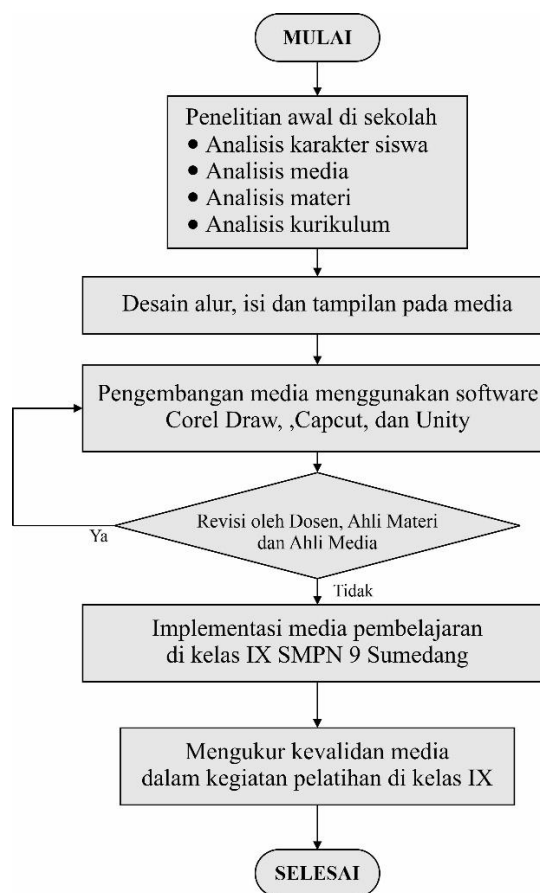 MULAI
Penelitian awal di sekolah
● Analisis karakter siswa
● Analisis media
● Analisis materi
● Analisis kurikulum
Desain alur, isi dan tampilan pada media
Pengembangan media menggunakan software
Corel Draw, ,Capcut, dan Unity
Revisi oleh Dosen, Ahli Materi
dan Ahli Media
Ya
Tidak
Implementasi media pembelajaran
di kelas IX SMPN 9 Sumedang
Mengukur kevalidan media
dalam kegiatan pelatihan di kelas IX
SELESAI